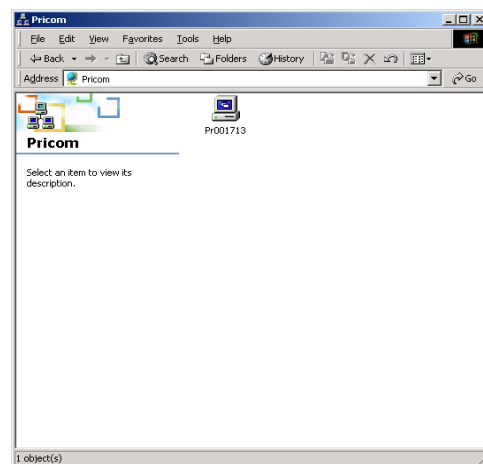 Pricom
File Edit View Favorites Tools Help
Back Search Folders History
Address Pricom Go
Pr001713
Pricom
Select an item to view its
description.
1 object(s)